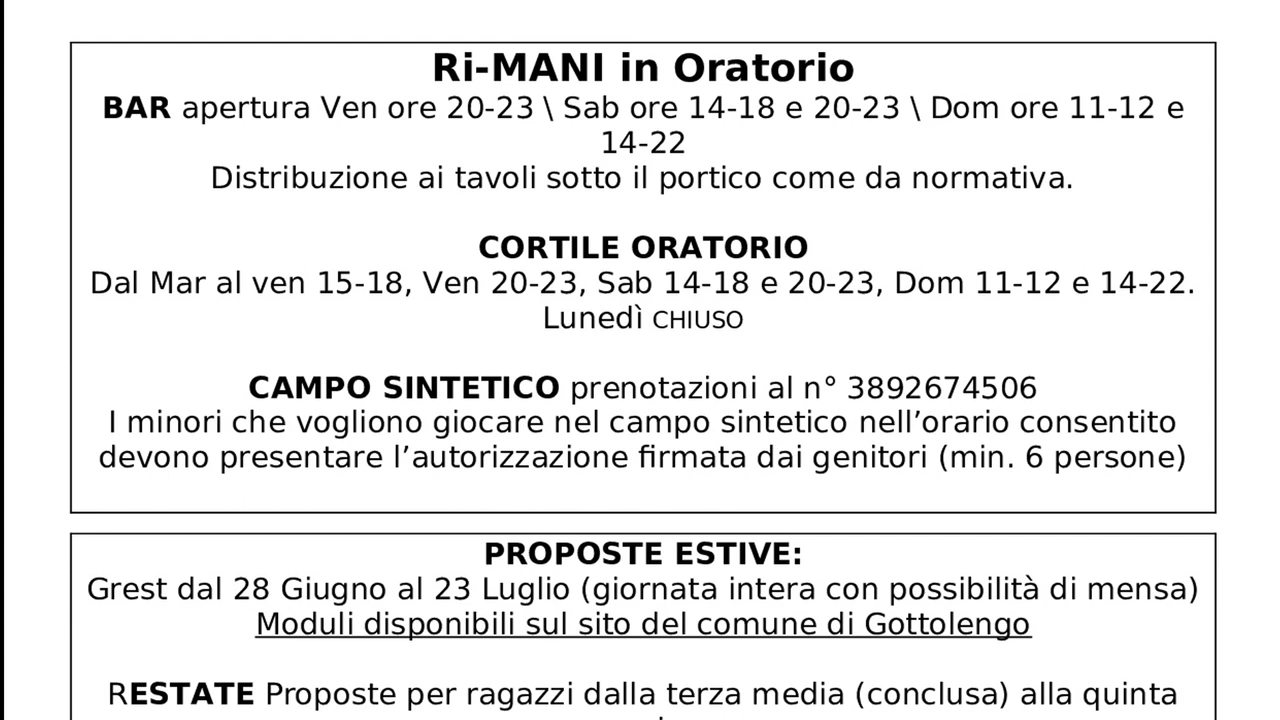 Ri-MANI in Oratorio
BAR apertura Ven ore 20-23 \ Sab ore 14-18 e 20-23 \ Dom ore 11-12 e
14-22
Distribuzione ai tavoli sotto il portico come da normativa.
CORTILE ORATORIO
Dal Mar al ven 15-18, Ven 20-23, Sab 14-18 e 20-23, Dom 11-12 e 14-22.
Lunedì CHIUSO
CAMPO SINTETICO prenotazioni al n° 3892674506
I minori che vogliono giocare nel campo sintetico nell’orario consentito
devono presentare l’autorizzazione firmata dai genitori (min. 6 persone)
PROPOSTE ESTIVE:
Grest dal 28 Giugno al 23 Luglio (giornata intera con possibilità di mensa)
Moduli disponibili sul sito del comune di Gottolengo
RESTATE Proposte per ragazzi dalla terza media (conclusa) alla quinta